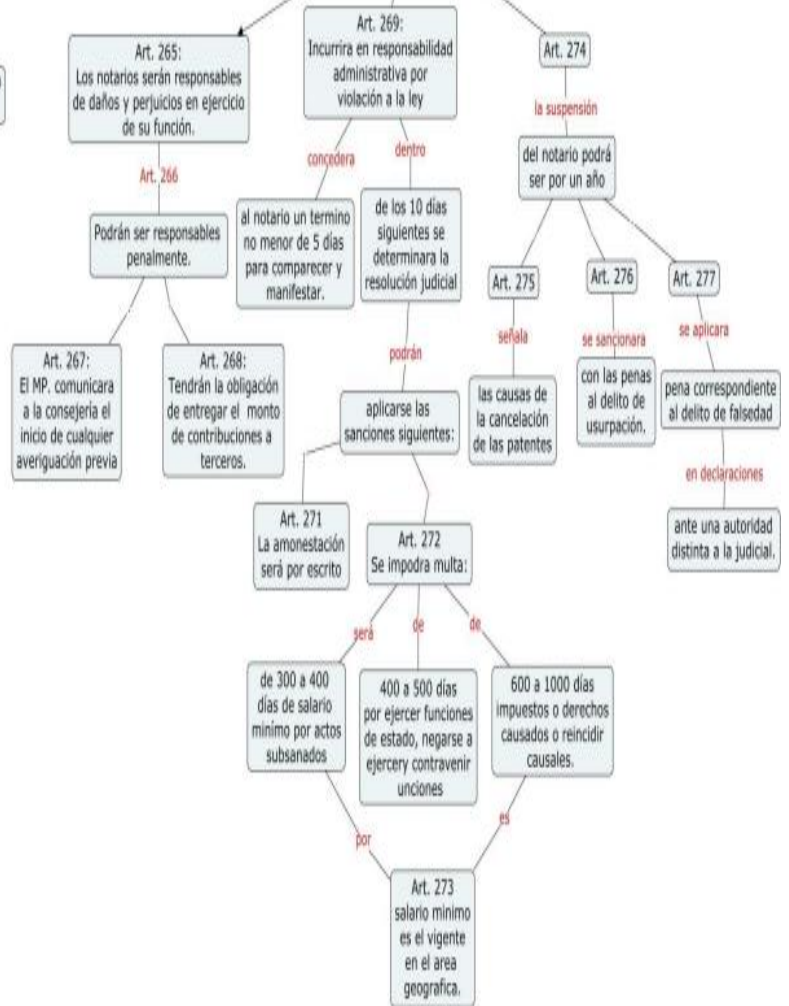 Art. 265:
Los notarios serán responsables
de daños y perjuicios en ejercicio
de su función.
Art. 266
Podrán ser responsables
penalmente.
Art. 267:
El MP. comunicara
a la consejeria el
inicio de cualquier
averiguación previa
Art. 268:
Tendrán la obligación
de entregar el monto
de contribuciones a
terceros.
Art. 269:
Incurrira en responsabilidad
administrativa por
violación a la ley
concedera
al notario un termino
no menor de 5 días
para comparecer y
manifestar.
dentro
de los 10 días
siguientes se
determinara la
resolución judicial
podrán
aplicarse las
sanciones siguientes:
Art. 271
La amonestación
será por escrito
Art. 272
Se impodra multa:
será
de 300 a 400
días de salario
minímo por actos
subsanados
de
400 a 500 días
por ejercer funciones
de estado, negarse a
ejercery contravenir
unciones
de
600 a 1000 días
impuestos o derechos
causados o reincidir
causales.
por
es
Art. 273
salario minimo
es el vigente
en el area
geografica.
Art. 274
la suspensión
del notario podrá
ser por un año
Art. 275
señala
las causas de
la cancelación
de las patentes
Art. 276
se sancionara
con las penas
al delito de
usurpación.
Art. 277
se aplicara
pena correspondiente
al delito de falsedad
en declaraciones
ante una autoridad
distinta a la judicial.